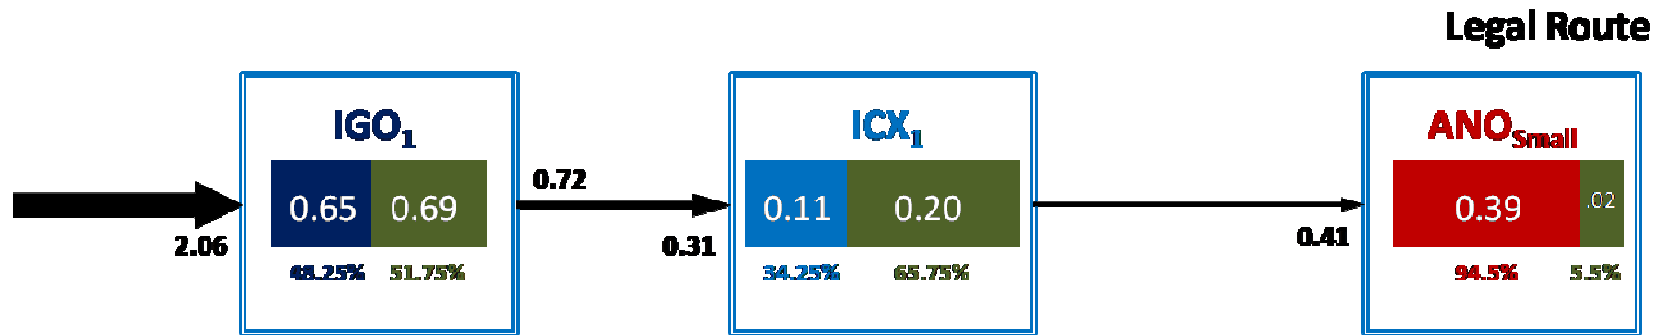 Legal Route
IGO1
0.65 0.69
48.25% 51.75%
2.06
0.72
0.31
ICX1
0.11 0.20
34.25% 65.75%
0.41
ANOSmall
0.39 .02
94.5% 5.5%